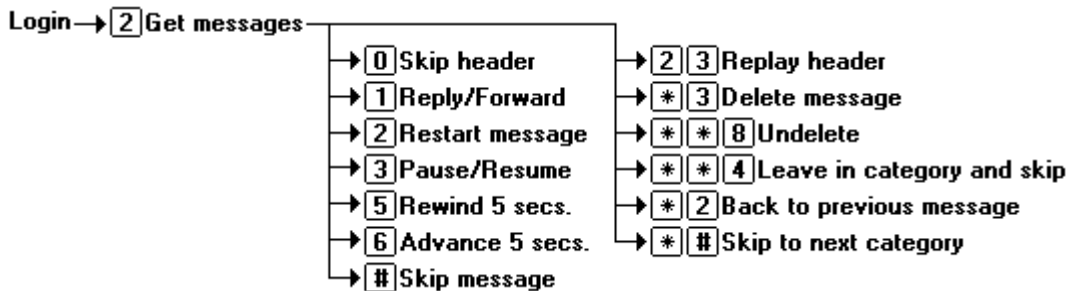 Login 2 Get messages
0 Skip header 2 3 Replay header
1 Reply/Forward * 3 Delete message
2 Restart message * * 8 Undelete
3 Pause/Resume * * 4 Leave in category and skip
5 Rewind 5 secs. * 2 Back to previous message
6 Advance 5 secs. * # Skip to next category
# Skip message